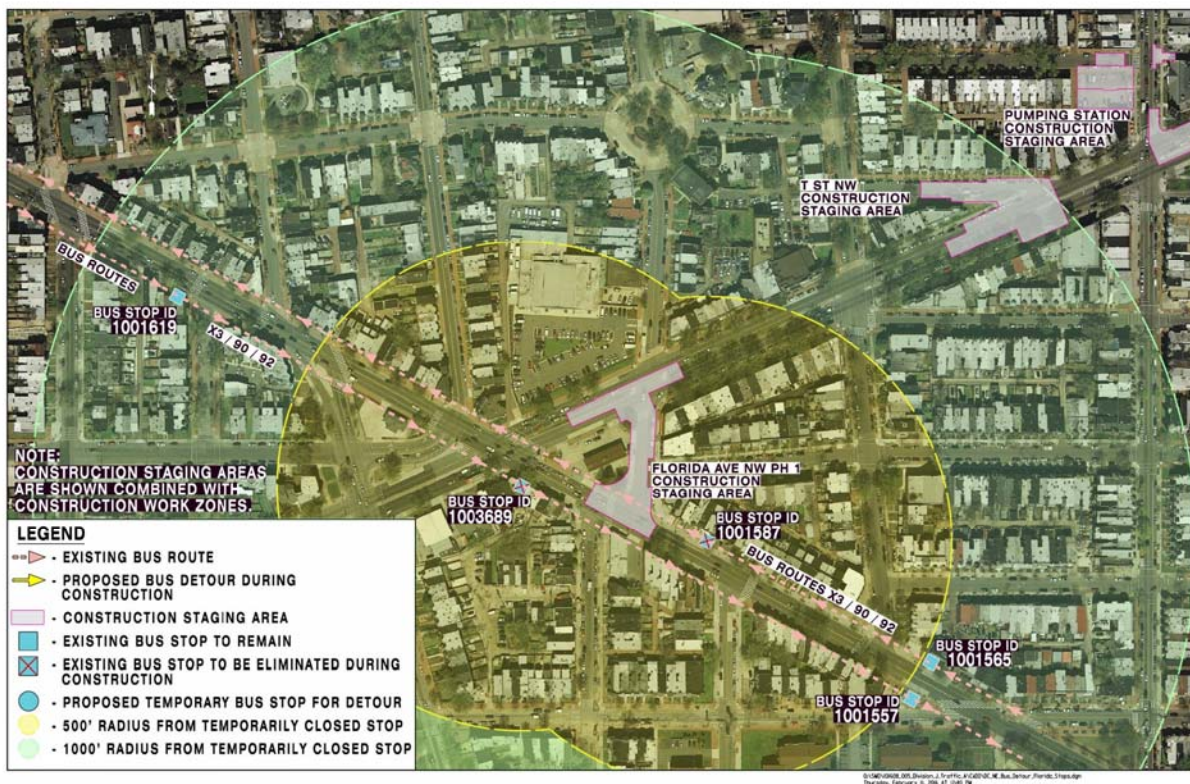 PUMPING STATION
CONSTRUCTION
STAGING AREA
T ST NW
CONSTRUCTION
STAGING AREA
BUS ROUTES
X3 / 90 / 92
BUS STOP ID
1001619
NOTE:
CONSTRUCTION STAGING AREAS
ARE SHOWN COMBINED WITH
CONSTRUCTION WORK ZONES.
BUS STOP ID
1003689
FLORIDA AVE NW PH 1
CONSTRUCTION
STAGING AREA
BUS STOP ID
1001587
BUS ROUTES X3 / 90 / 92
BUS STOP ID
1001565
BUS STOP ID
1001557
LEGEND
- EXISTING BUS ROUTE
- PROPOSED BUS DETOUR DURING
CONSTRUCTION
- CONSTRUCTION STAGING AREA
- EXISTING BUS STOP TO REMAIN
- EXISTING BUS STOP TO BE ELIMINATED DURING
CONSTRUCTION
- PROPOSED TEMPORARY BUS STOP FOR DETOUR
- 500' RADIUS FROM TEMPORARILY CLOSED STOP
- 1000' RADIUS FROM TEMPORARILY CLOSED STOP